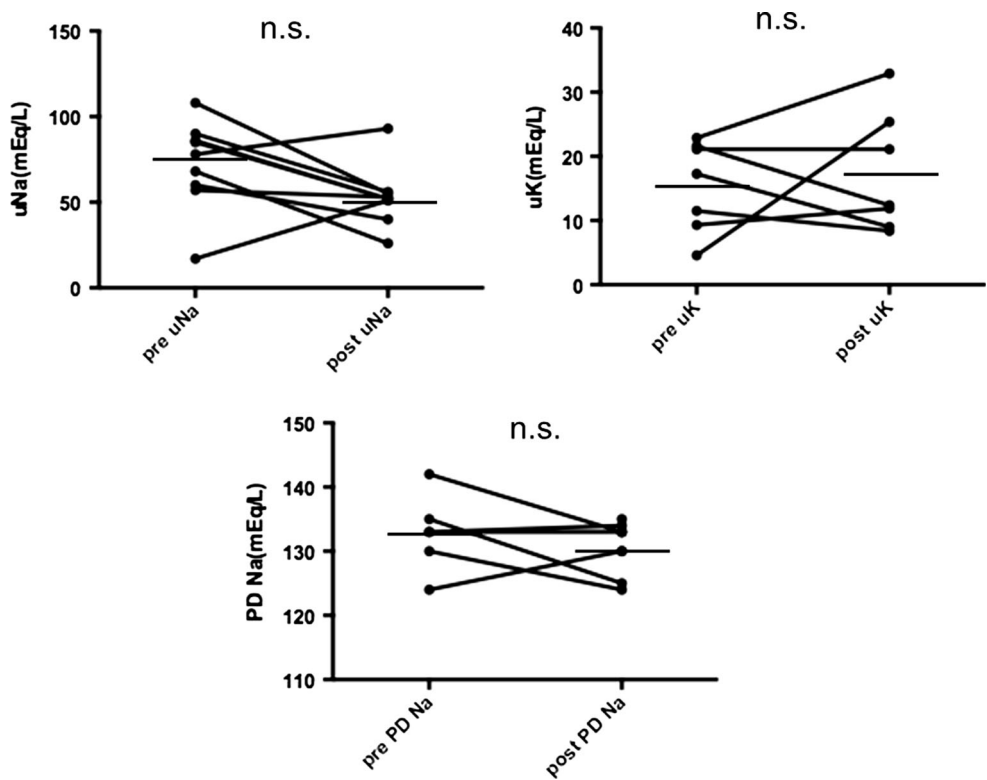 n.s.
150
100
50
0
uNa(mEq/L)
pre uNa
post uNa
n.s.
40
30
20
10
0
uK(mEq/L)
pre uK
post uK
n.s.
150
140
130
120
110
PD Na(mEq/L)
pre PD Na
post PD Na